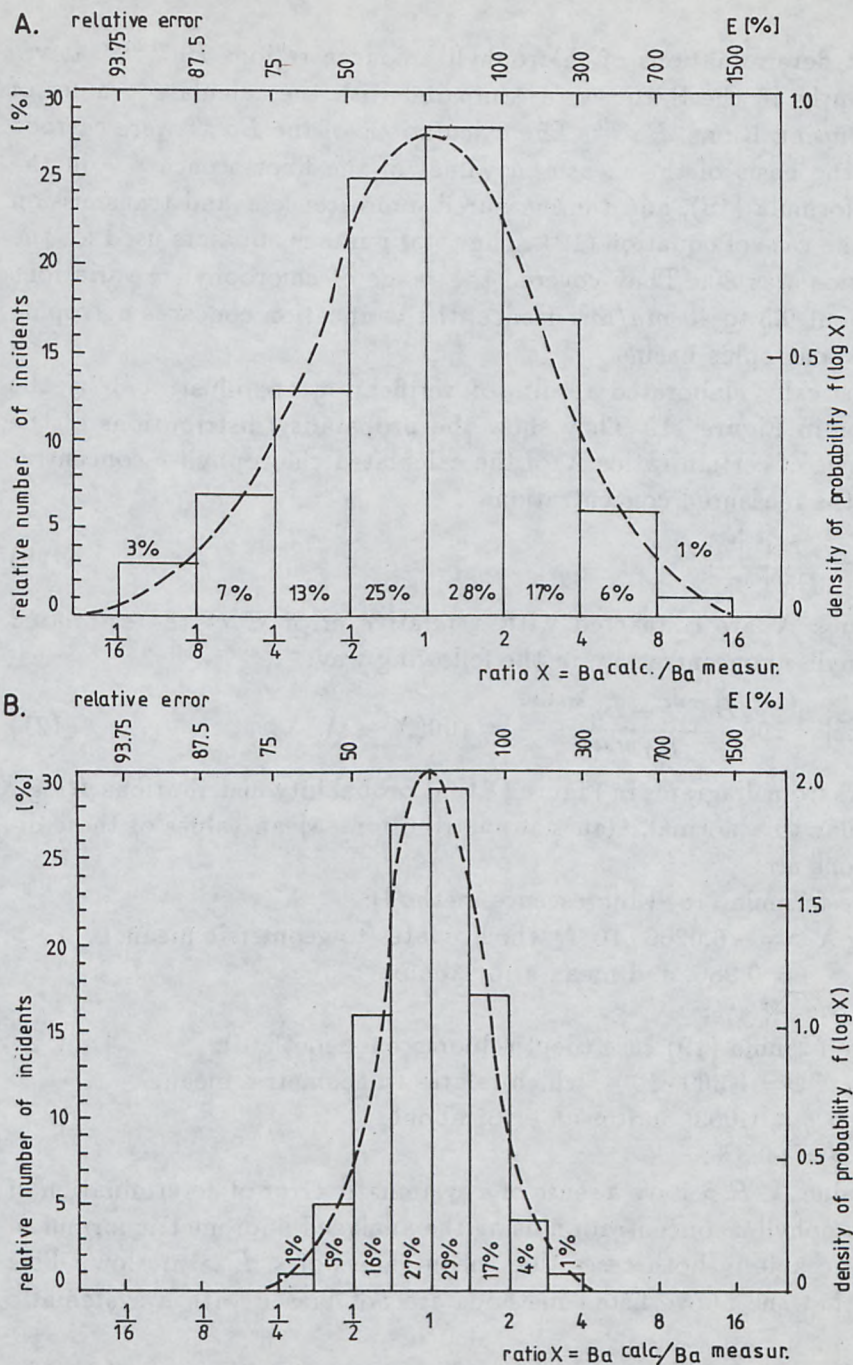 A.
relative error
E [%]
93.75 87.5 75 50 100 300 700 1500
[%]
30
25
20
15
10
5
0
relative number of incidents
1.0
0.5
0
density of probability f(log X)
3% 7% 13% 25% 28% 17% 6% 1%
1/16 1/8 1/4 1/2 1 2 4 8 16
ratio X = Ba calc./Ba measur.
B.
relative error
E [%]
93.75 87.5 75 50 100 300 700 1500
[%]
30
25
20
15
10
5
0
relative number of incidents
2.0
1.5
1.0
0.5
0
density of probability f(log X)
1% 5% 16% 27% 29% 17% 4% 1%
1/16 1/8 1/4 1/2 1 2 4 8 16
ratio X = Ba calc./Ba measur.